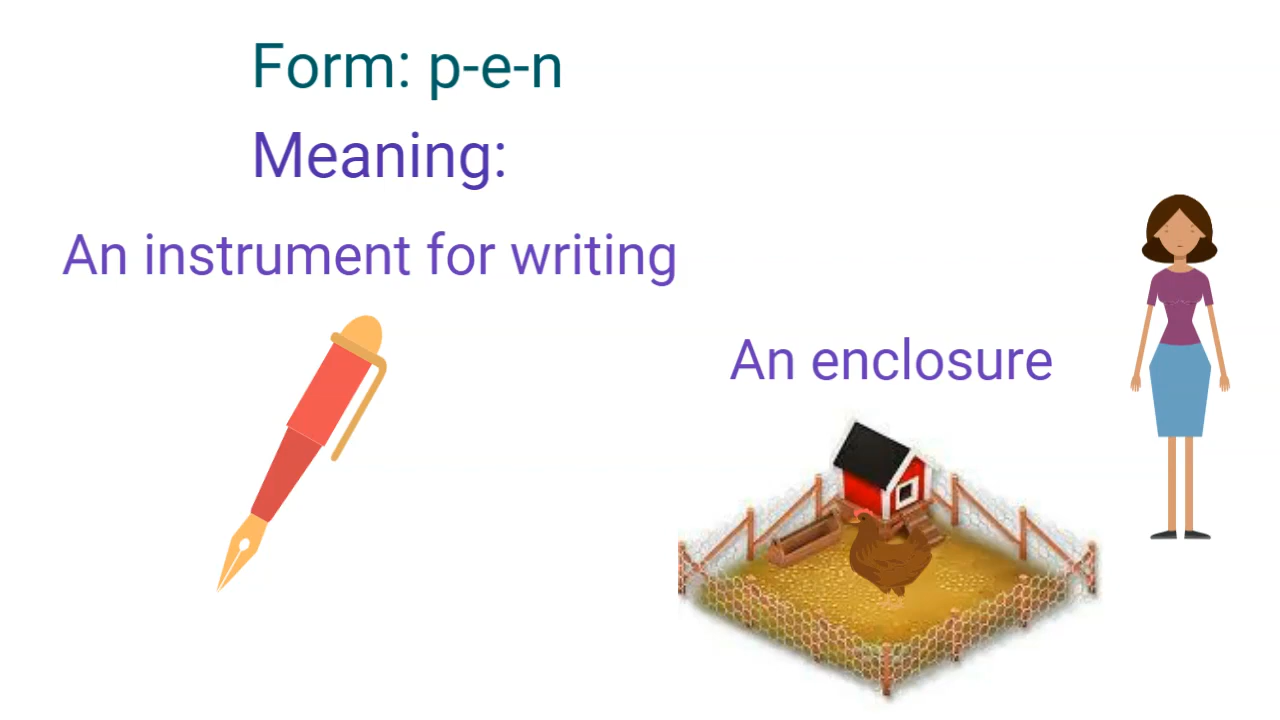 Form: p-e-n
Meaning:
An instrument for writing
An enclosure